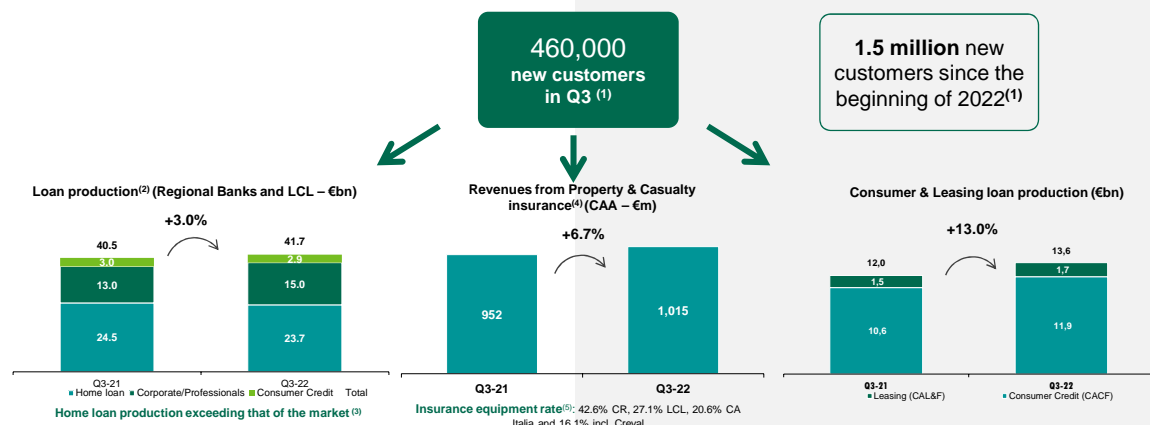 460,000
new customers
in Q3 (1)
1.5 million new
customers since the
beginning of 2022(1)
Loan production(2) (Regional Banks and LCL – €bn)
+3.0%
40.5
41.7
3.0
2.9
13.0
15.0
24.5
23.7
Q3-21
Q3-22
Home loan
Corporate/Professionals
Consumer Credit
Total
Home loan production exceeding that of the market (3)
Revenues from Property & Casualty
insurance(4) (CAA – €m)
+6.7%
952
1,015
Q3-21
Q3-22
Insurance equipment rate(5): 42.6% CR, 27.1% LCL, 20.6% CA
Italia and 16.1% incl. Creval
Consumer & Leasing loan production (€bn)
+13.0%
12,0
13,6
1,5
1,7
10,6
11,9
Q3-21
Q3-22
Leasing (CAL&F)
Consumer Credit (CACF)